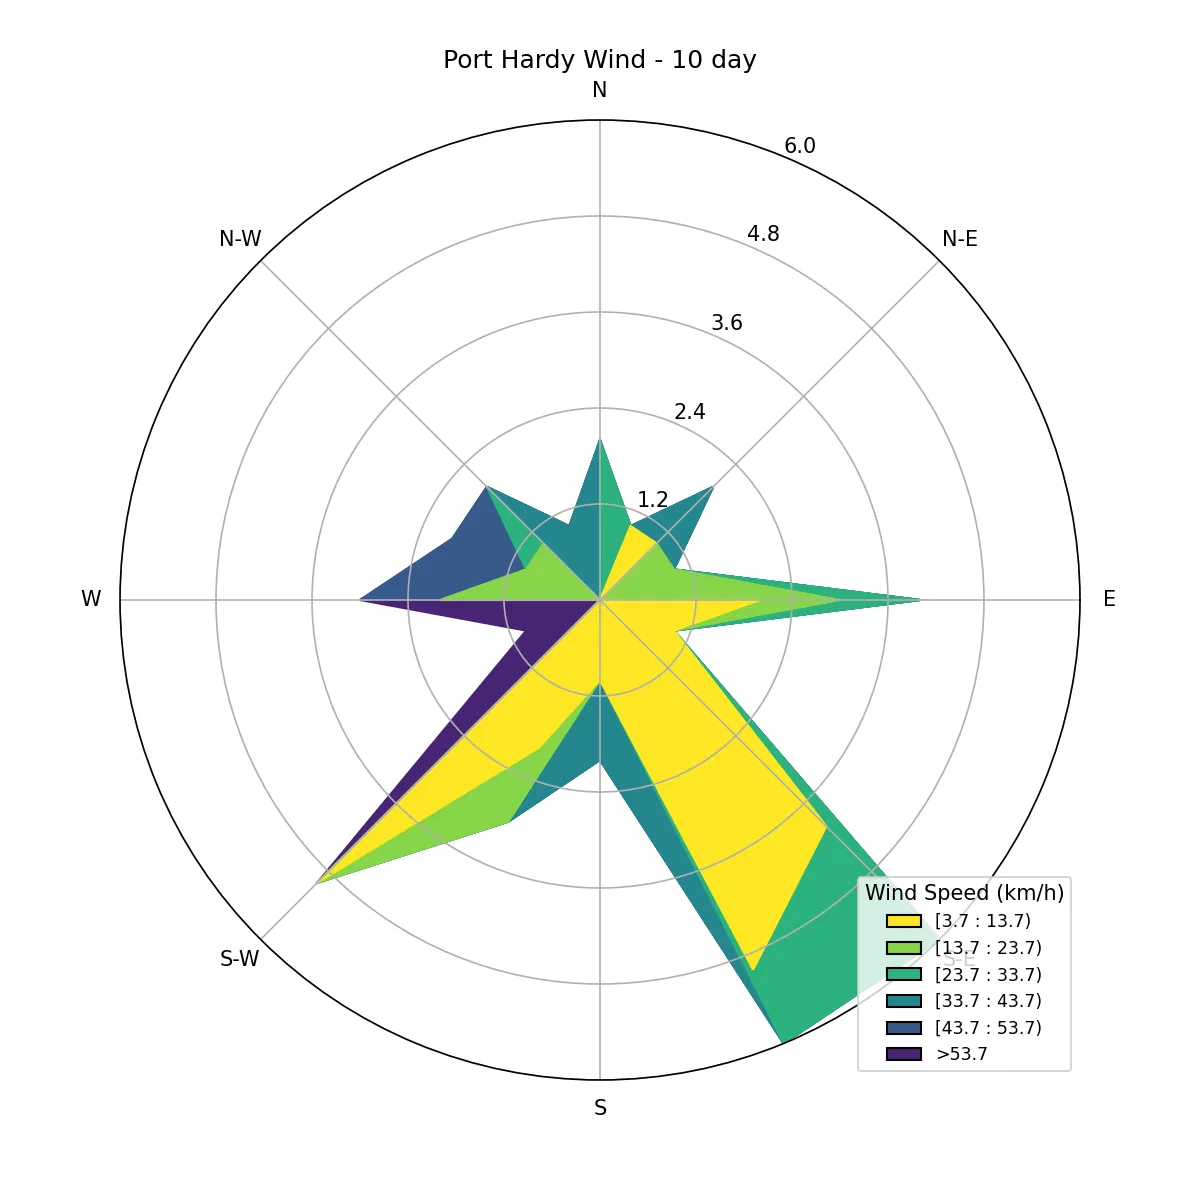 Port Hardy Wind - 10 day
N
6.0
N-W
4.8
N-E
3.6
2.4
1.2
W
E
S-W
S-E
S
Wind Speed (km/h)
[3.7 : 13.7)
[13.7 : 23.7)
[23.7 : 33.7)
[33.7 : 43.7)
[43.7 : 53.7)
>53.7